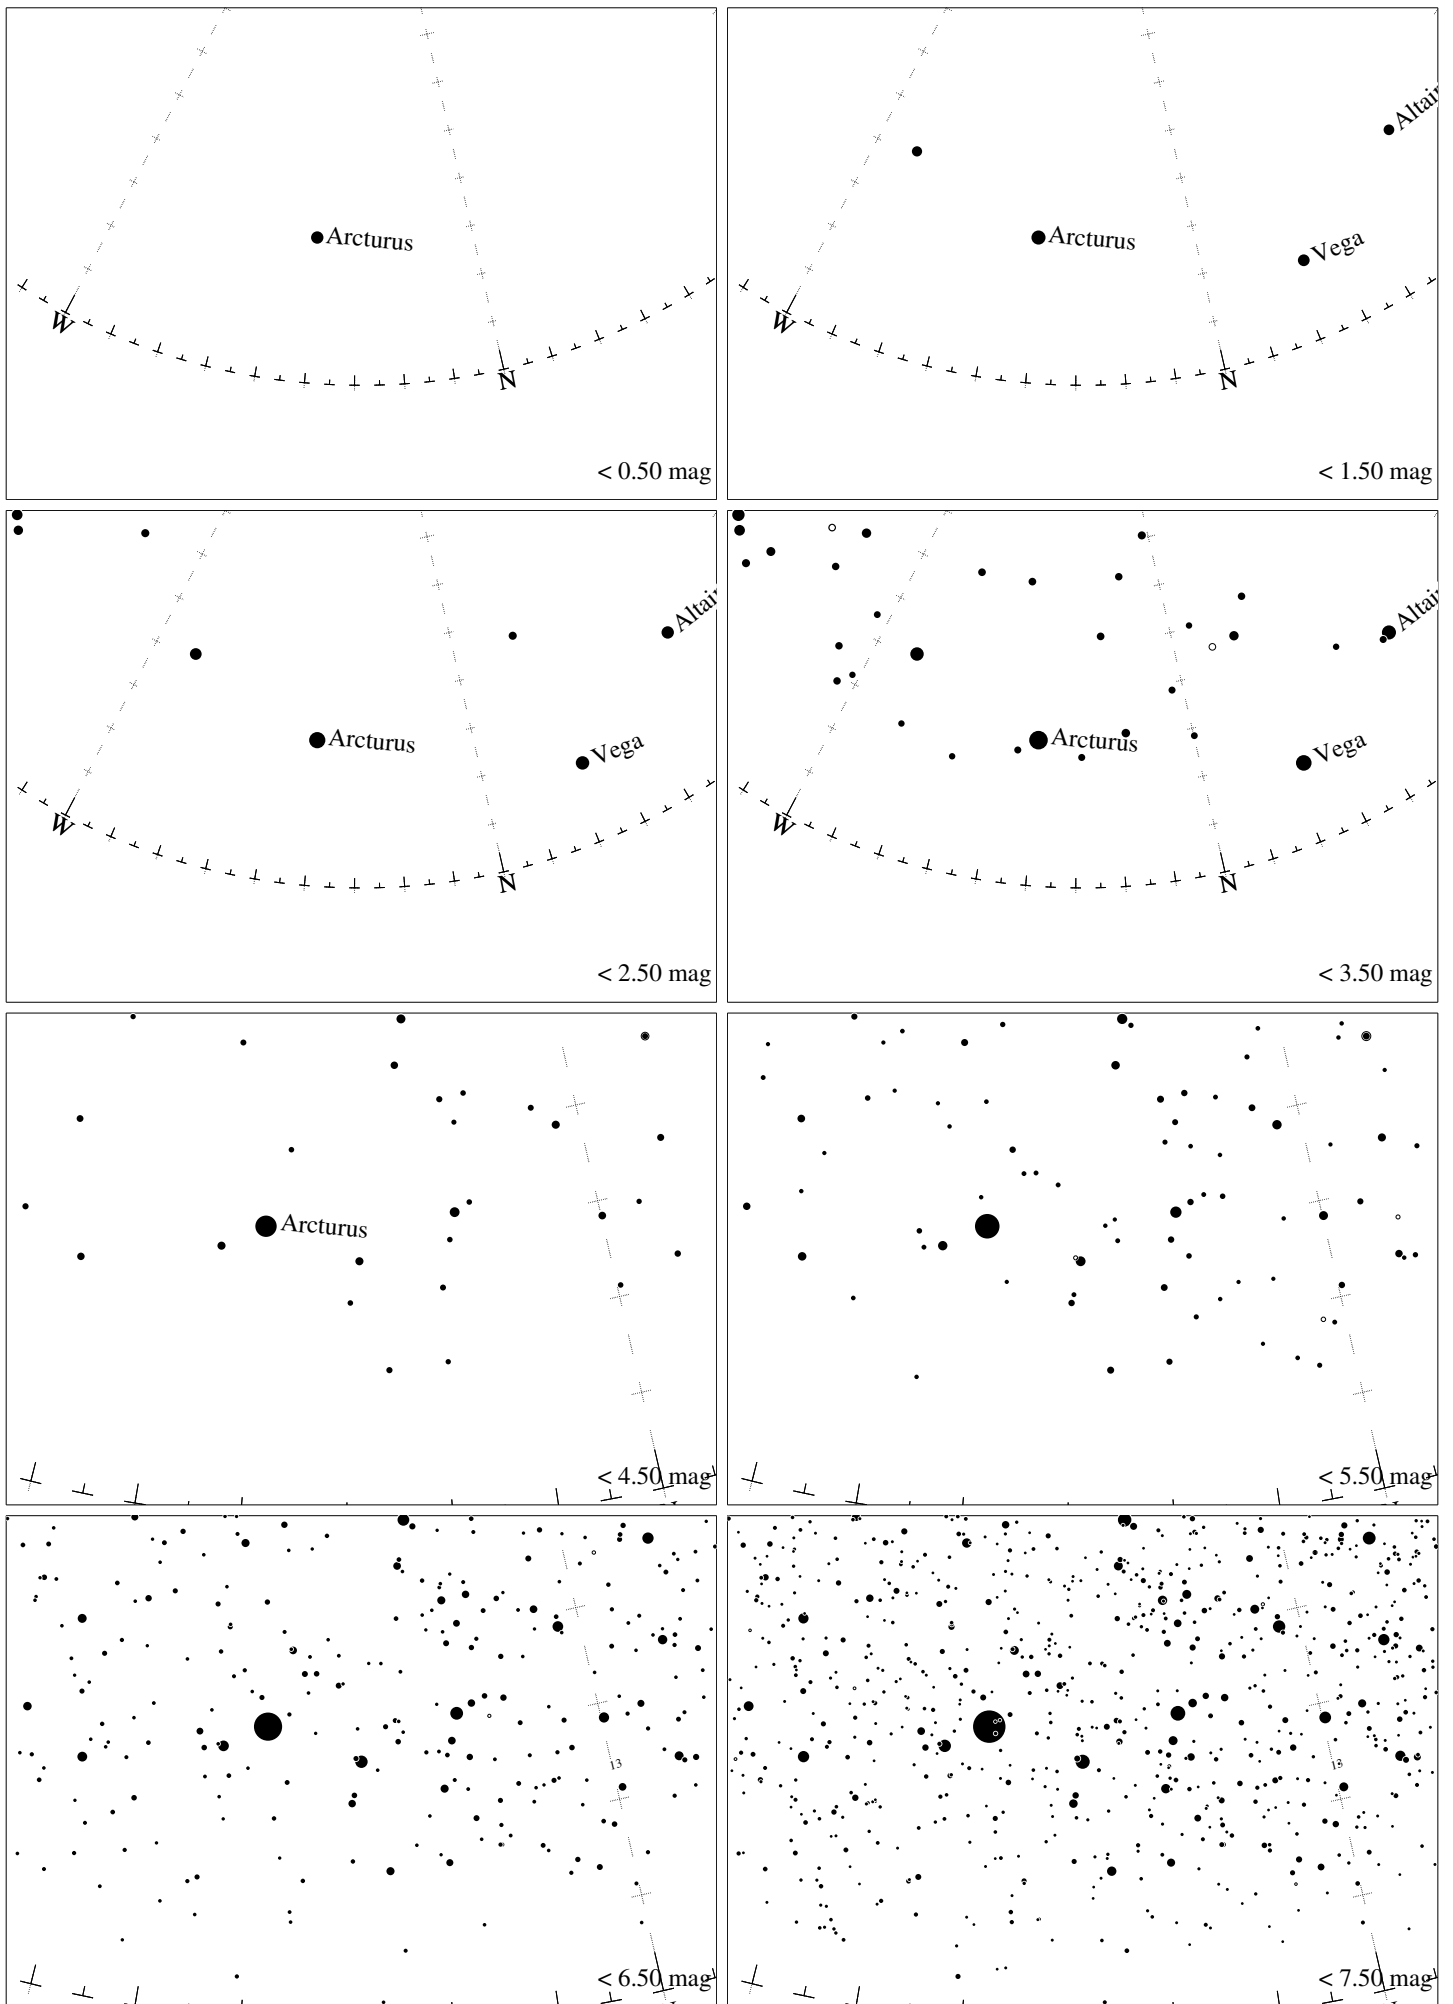 Arcturus
W
N
< 0.50 mag
Altair
Arcturus
Vega
W
N
< 1.50 mag
Altair
Arcturus
Vega
W
N
< 2.50 mag
Altair
Arcturus
Vega
W
N
< 3.50 mag
Arcturus
< 4.50 mag
< 5.50 mag
13
< 6.50 mag
13
< 7.50 mag